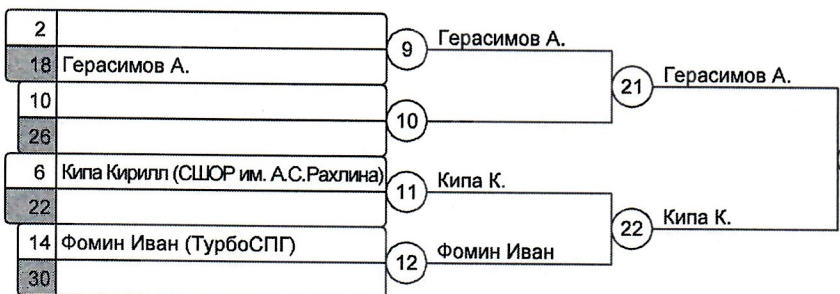 2
9
Герасимов А.
18 Герасимов А.
21
Герасимов А.
10
10
26
6 Кипа Кирилл (СШОР им. А.С.Рахлина)
11
Кипа К.
22
22
Кипа К.
14 Фомин Иван (ТурбоСПГ)
12
Фомин Иван
30